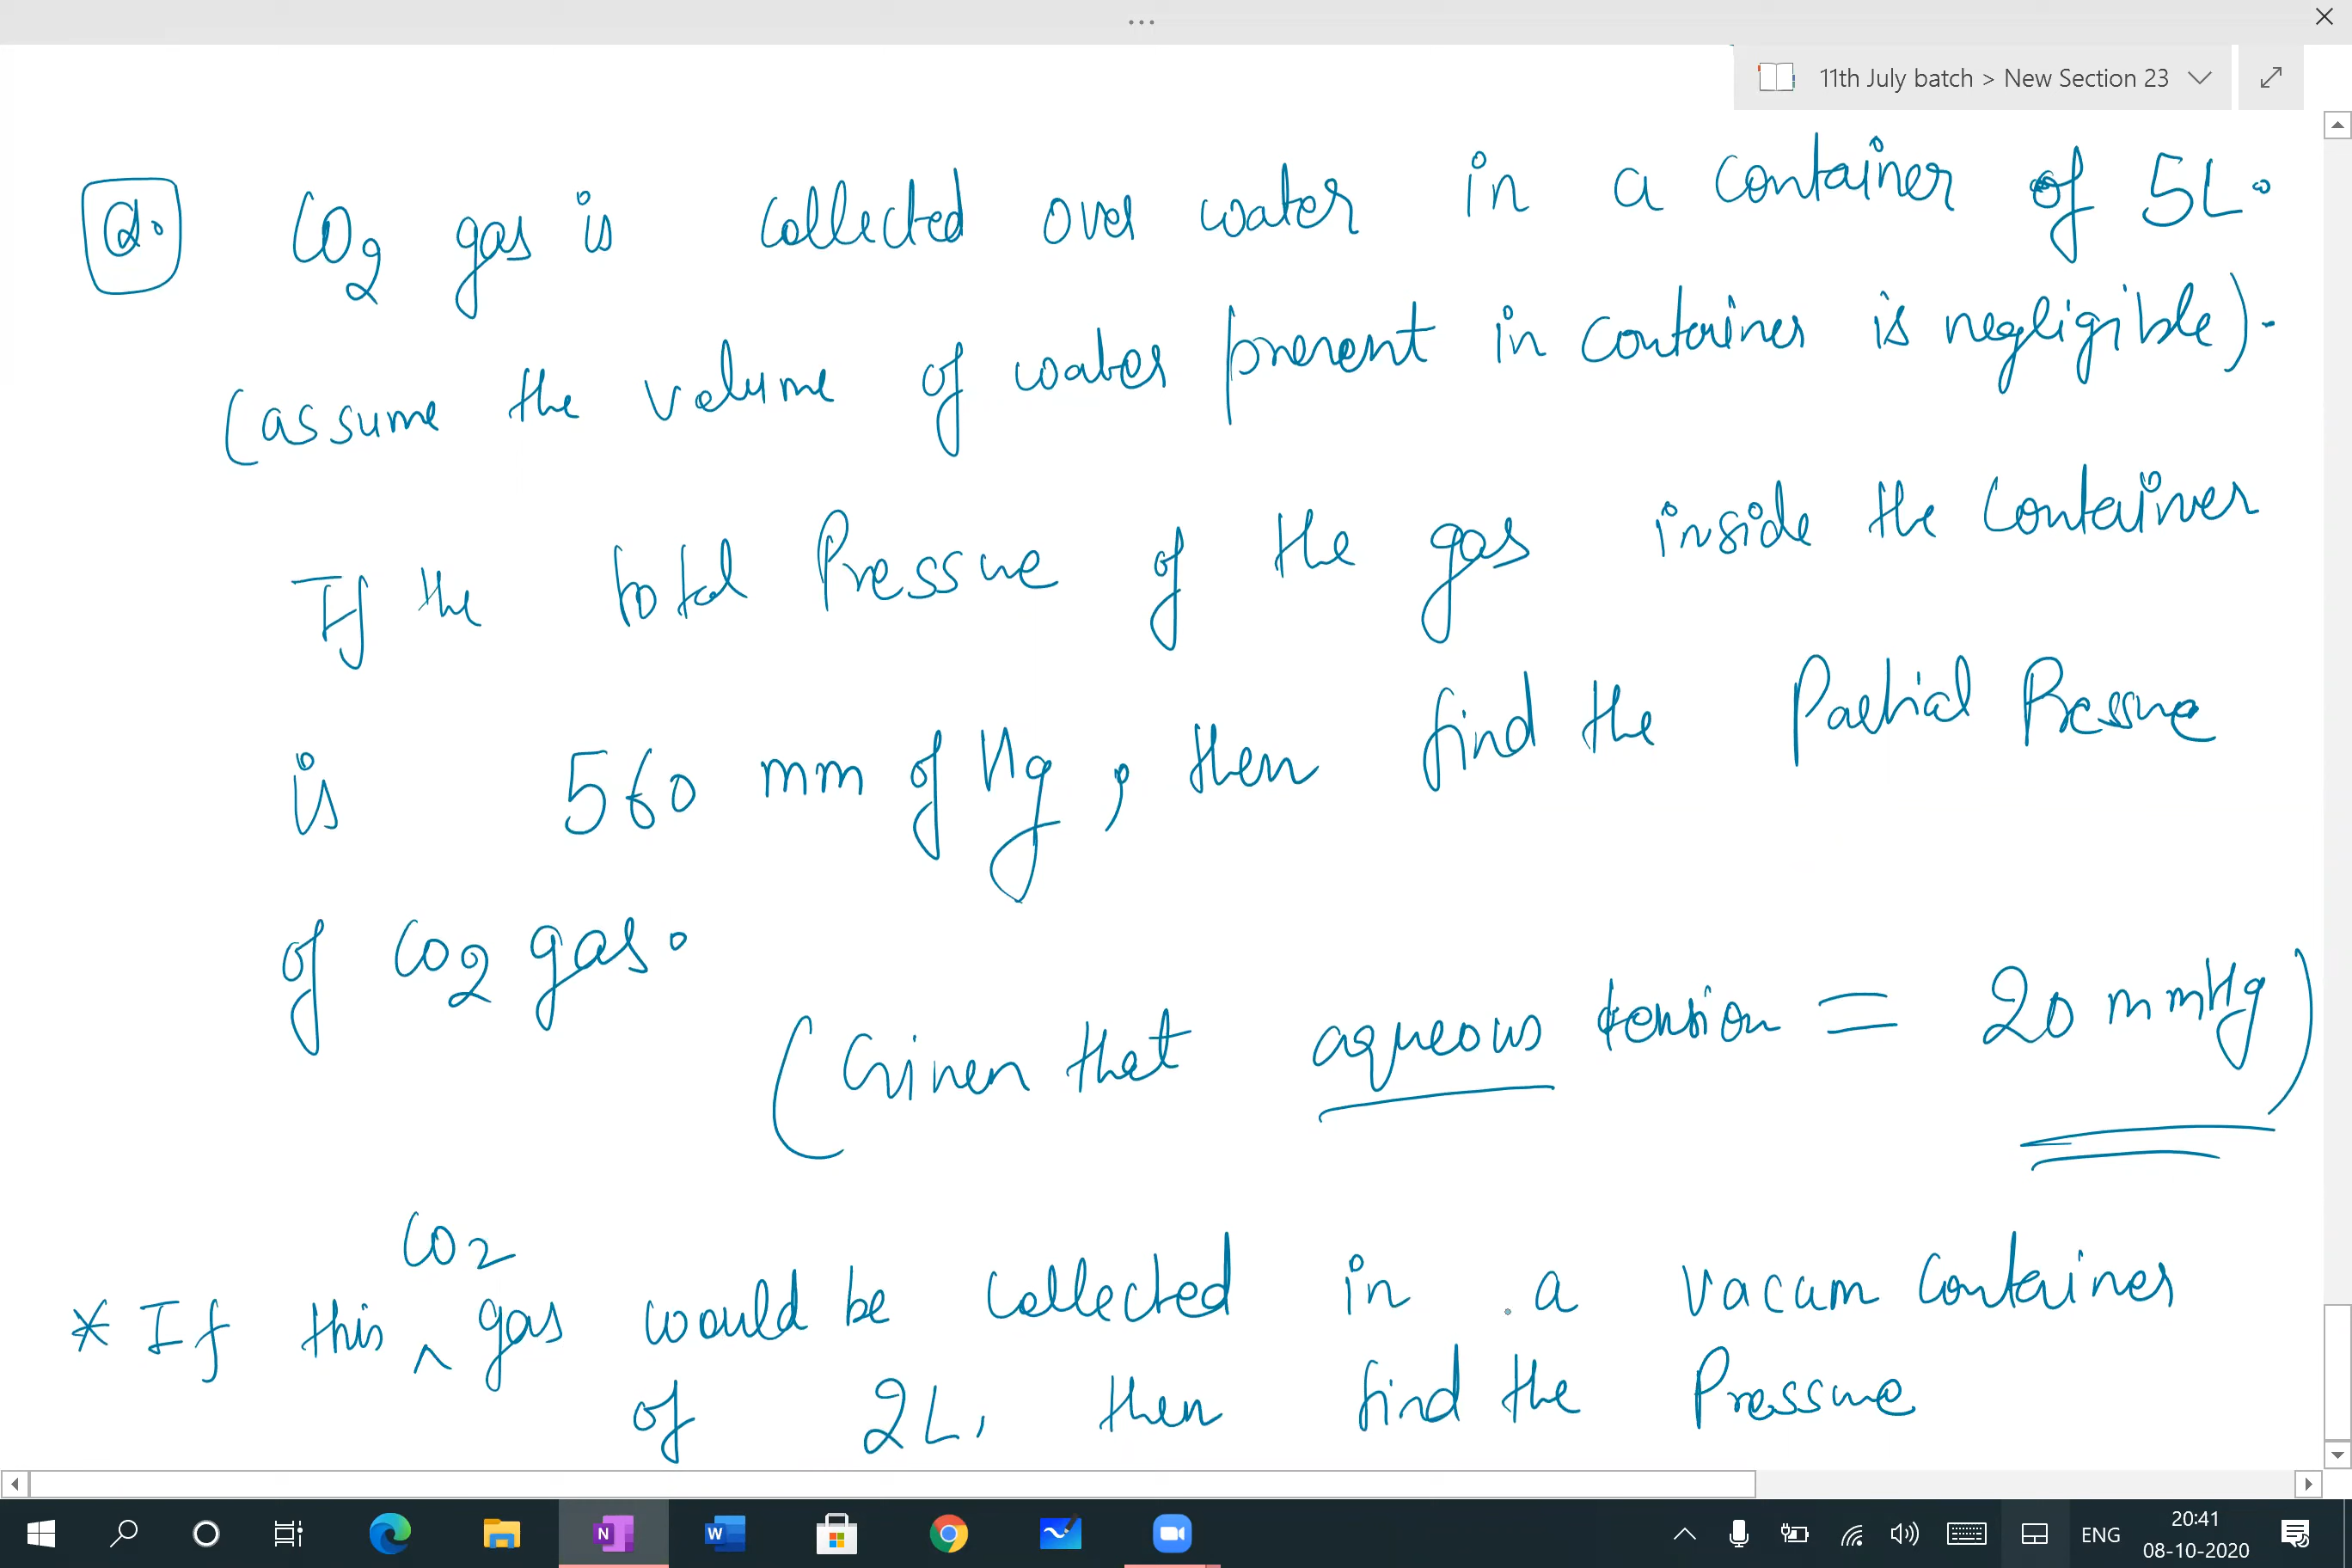 11th July batch > New Section 23
Q. CO2 gas is collected over water in a container of 5L.
(assume the volume of water present in container is negligible).
If the total Pressure of the gas inside the container
is 560 mm of Hg, then find the Partial Pressure
of CO2 gas.
(Given that aqueous tension = 20 mmHg)
* If this CO2 gas would be collected in a vacum container
of 2L, then find the Pressure
ENG
20:41
08-10-2020